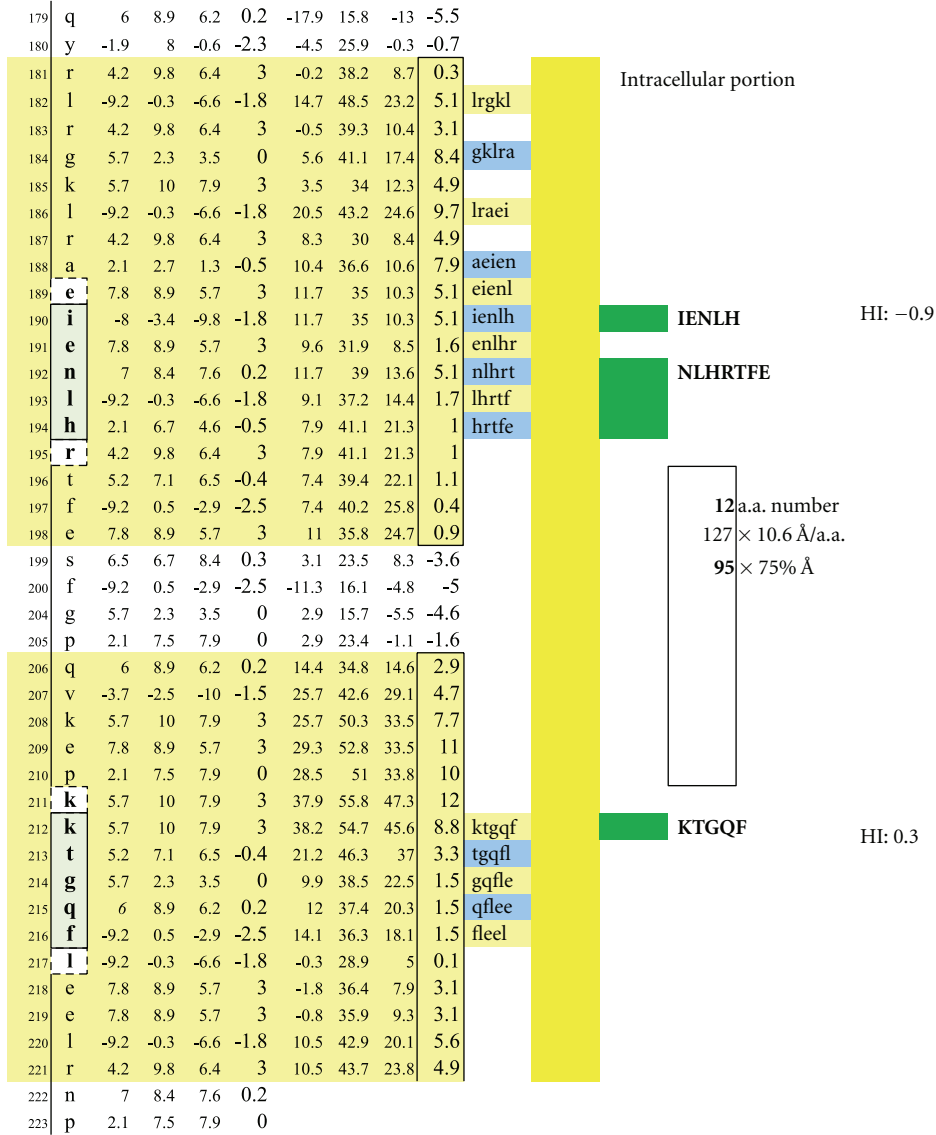 179 q 6 8.9 6.2 0.2 -17.9 15.8 -13 -5.5
180 y -1.9 8 -0.6 -2.3 -4.5 25.9 -0.3 -0.7
181 r 4.2 9.8 6.4 3 -0.2 38.2 8.7 0.3
Intracellular portion
182 l -9.2 -0.3 -6.6 -1.8 14.7 48.5 23.2 5.1 lrgkl
183 r 4.2 9.8 6.4 3 -0.5 39.3 10.4 3.1
184 g 5.7 2.3 3.5 0 5.6 41.1 17.4 8.4 gklra
185 k 5.7 10 7.9 3 3.5 34 12.3 4.9
186 l -9.2 -0.3 -6.6 -1.8 20.5 43.2 24.6 9.7 lraei
187 r 4.2 9.8 6.4 3 8.3 30 8.4 4.9
188 a 2.1 2.7 1.3 -0.5 10.4 36.6 10.6 7.9 aeien
189 e 7.8 8.9 5.7 3 11.7 35 10.3 5.1 eienl
190 i -8 -3.4 -9.8 -1.8 11.7 35 10.3 5.1 ienlh IENLH HI: −0.9
191 e 7.8 8.9 5.7 3 9.6 31.9 8.5 1.6 enlhr
192 n 7 8.4 7.6 0.2 11.7 39 13.6 5.1 nlhrt NLHRTFE
193 l -9.2 -0.3 -6.6 -1.8 9.1 37.2 14.4 1.7 lhrtf
194 h 2.1 6.7 4.6 -0.5 7.9 41.1 21.3 1 hrtfe
195 r 4.2 9.8 6.4 3 7.9 41.1 21.3 1
196 t 5.2 7.1 6.5 -0.4 7.4 39.4 22.1 1.1
197 f -9.2 0.5 -2.9 -2.5 7.4 40.2 25.8 0.4 12 a.a. number
198 e 7.8 8.9 5.7 3 11 35.8 24.7 0.9 127 × 10.6 Å/a.a.
199 s 6.5 6.7 8.4 0.3 3.1 23.5 8.3 -3.6 95 × 75% Å
200 f -9.2 0.5 -2.9 -2.5 -11.3 16.1 -4.8 -5
204 g 5.7 2.3 3.5 0 2.9 15.7 -5.5 -4.6
205 p 2.1 7.5 7.9 0 2.9 23.4 -1.1 -1.6
206 q 6 8.9 6.2 0.2 14.4 34.8 14.6 2.9
207 v -3.7 -2.5 -10 -1.5 25.7 42.6 29.1 4.7
208 k 5.7 10 7.9 3 25.7 50.3 33.5 7.7
209 e 7.8 8.9 5.7 3 29.3 52.8 33.5 11
210 p 2.1 7.5 7.9 0 28.5 51 33.8 10
211 k 5.7 10 7.9 3 37.9 55.8 47.3 12
212 k 5.7 10 7.9 3 38.2 54.7 45.6 8.8 ktgqf KTGQF HI: 0.3
213 t 5.2 7.1 6.5 -0.4 21.2 46.3 37 3.3 tgqfl
214 g 5.7 2.3 3.5 0 9.9 38.5 22.5 1.5 gqfle
215 q 6 8.9 6.2 0.2 12 37.4 20.3 1.5 qflee
216 f -9.2 0.5 -2.9 -2.5 14.1 36.3 18.1 1.5 fleel
217 l -9.2 -0.3 -6.6 -1.8 -0.3 28.9 5 0.1
218 e 7.8 8.9 5.7 3 -1.8 36.4 7.9 3.1
219 e 7.8 8.9 5.7 3 -0.8 35.9 9.3 3.1
220 l -9.2 -0.3 -6.6 -1.8 10.5 42.9 20.1 5.6
221 r 4.2 9.8 6.4 3 10.5 43.7 23.8 4.9
222 n 7 8.4 7.6 0.2
223 p 2.1 7.5 7.9 0